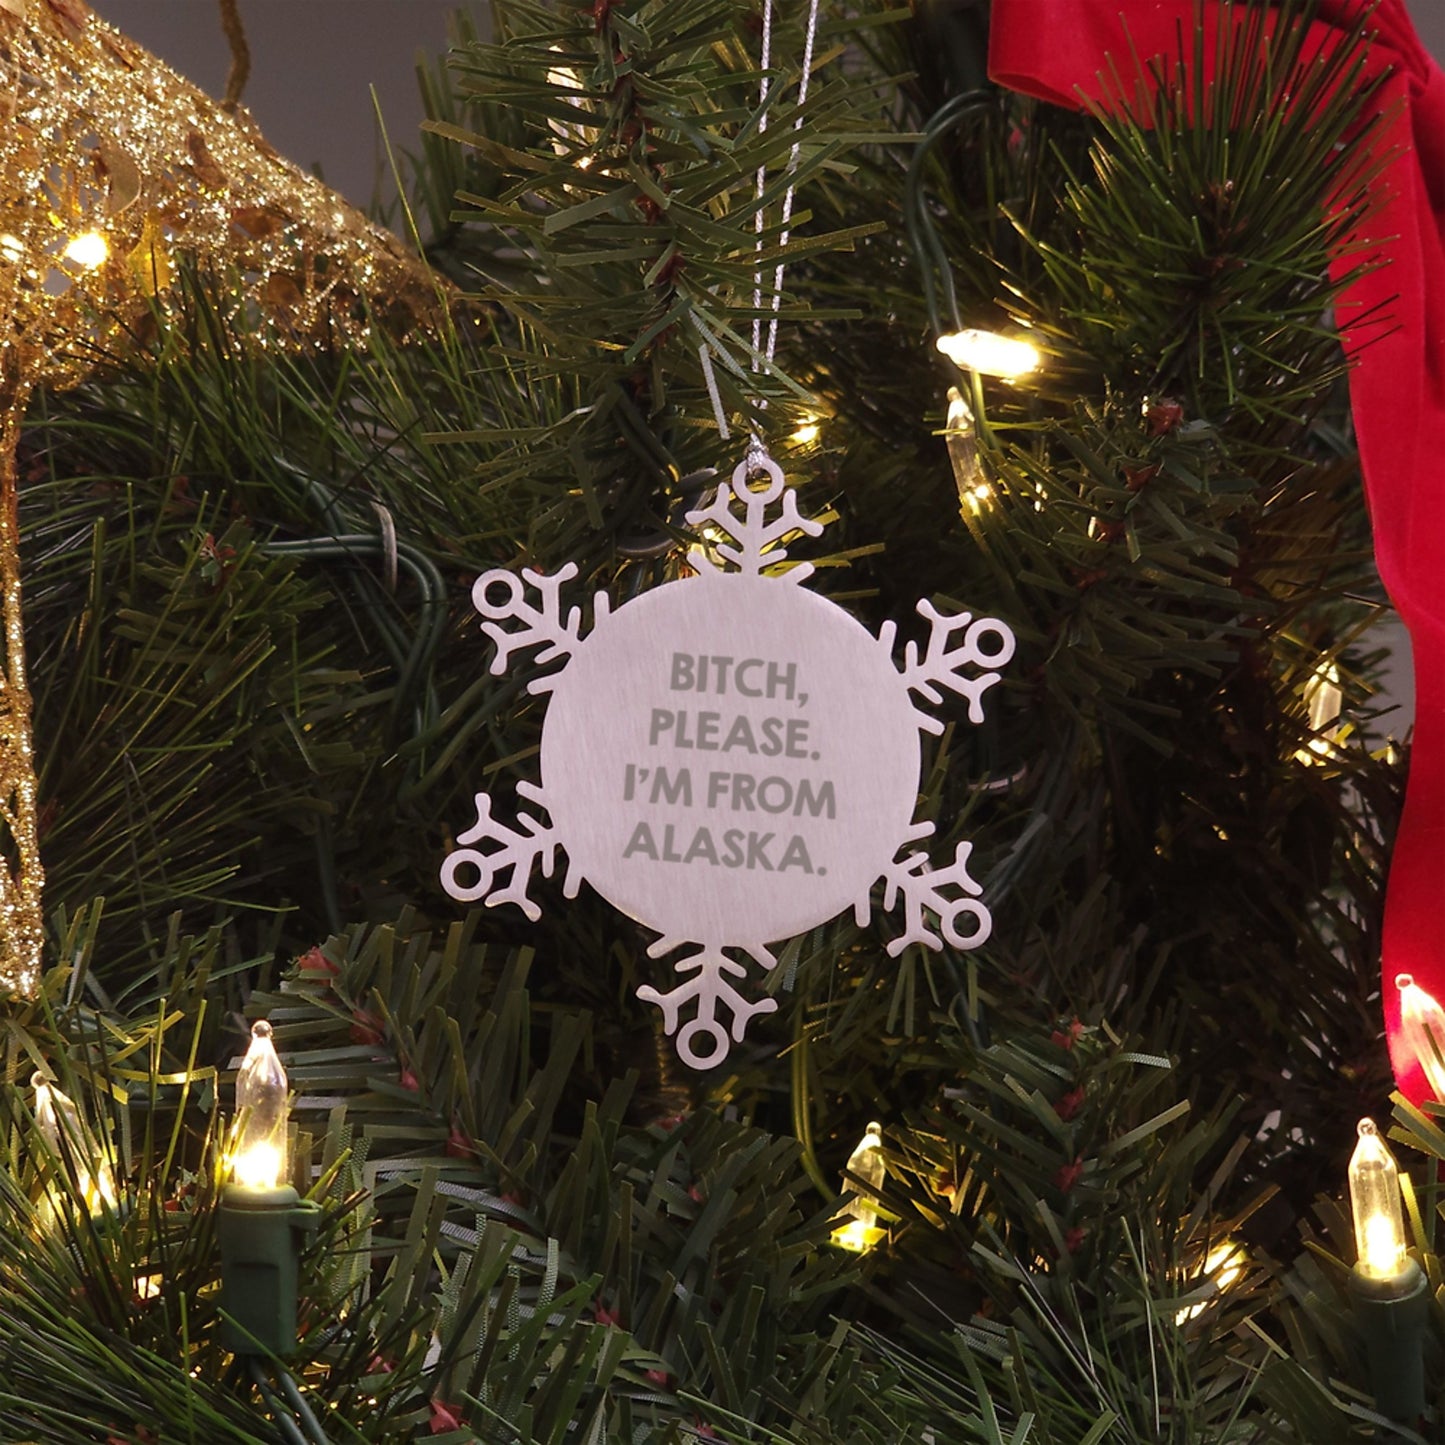 BITCH,
PLEASE.
I'M FROM
ALASKA.